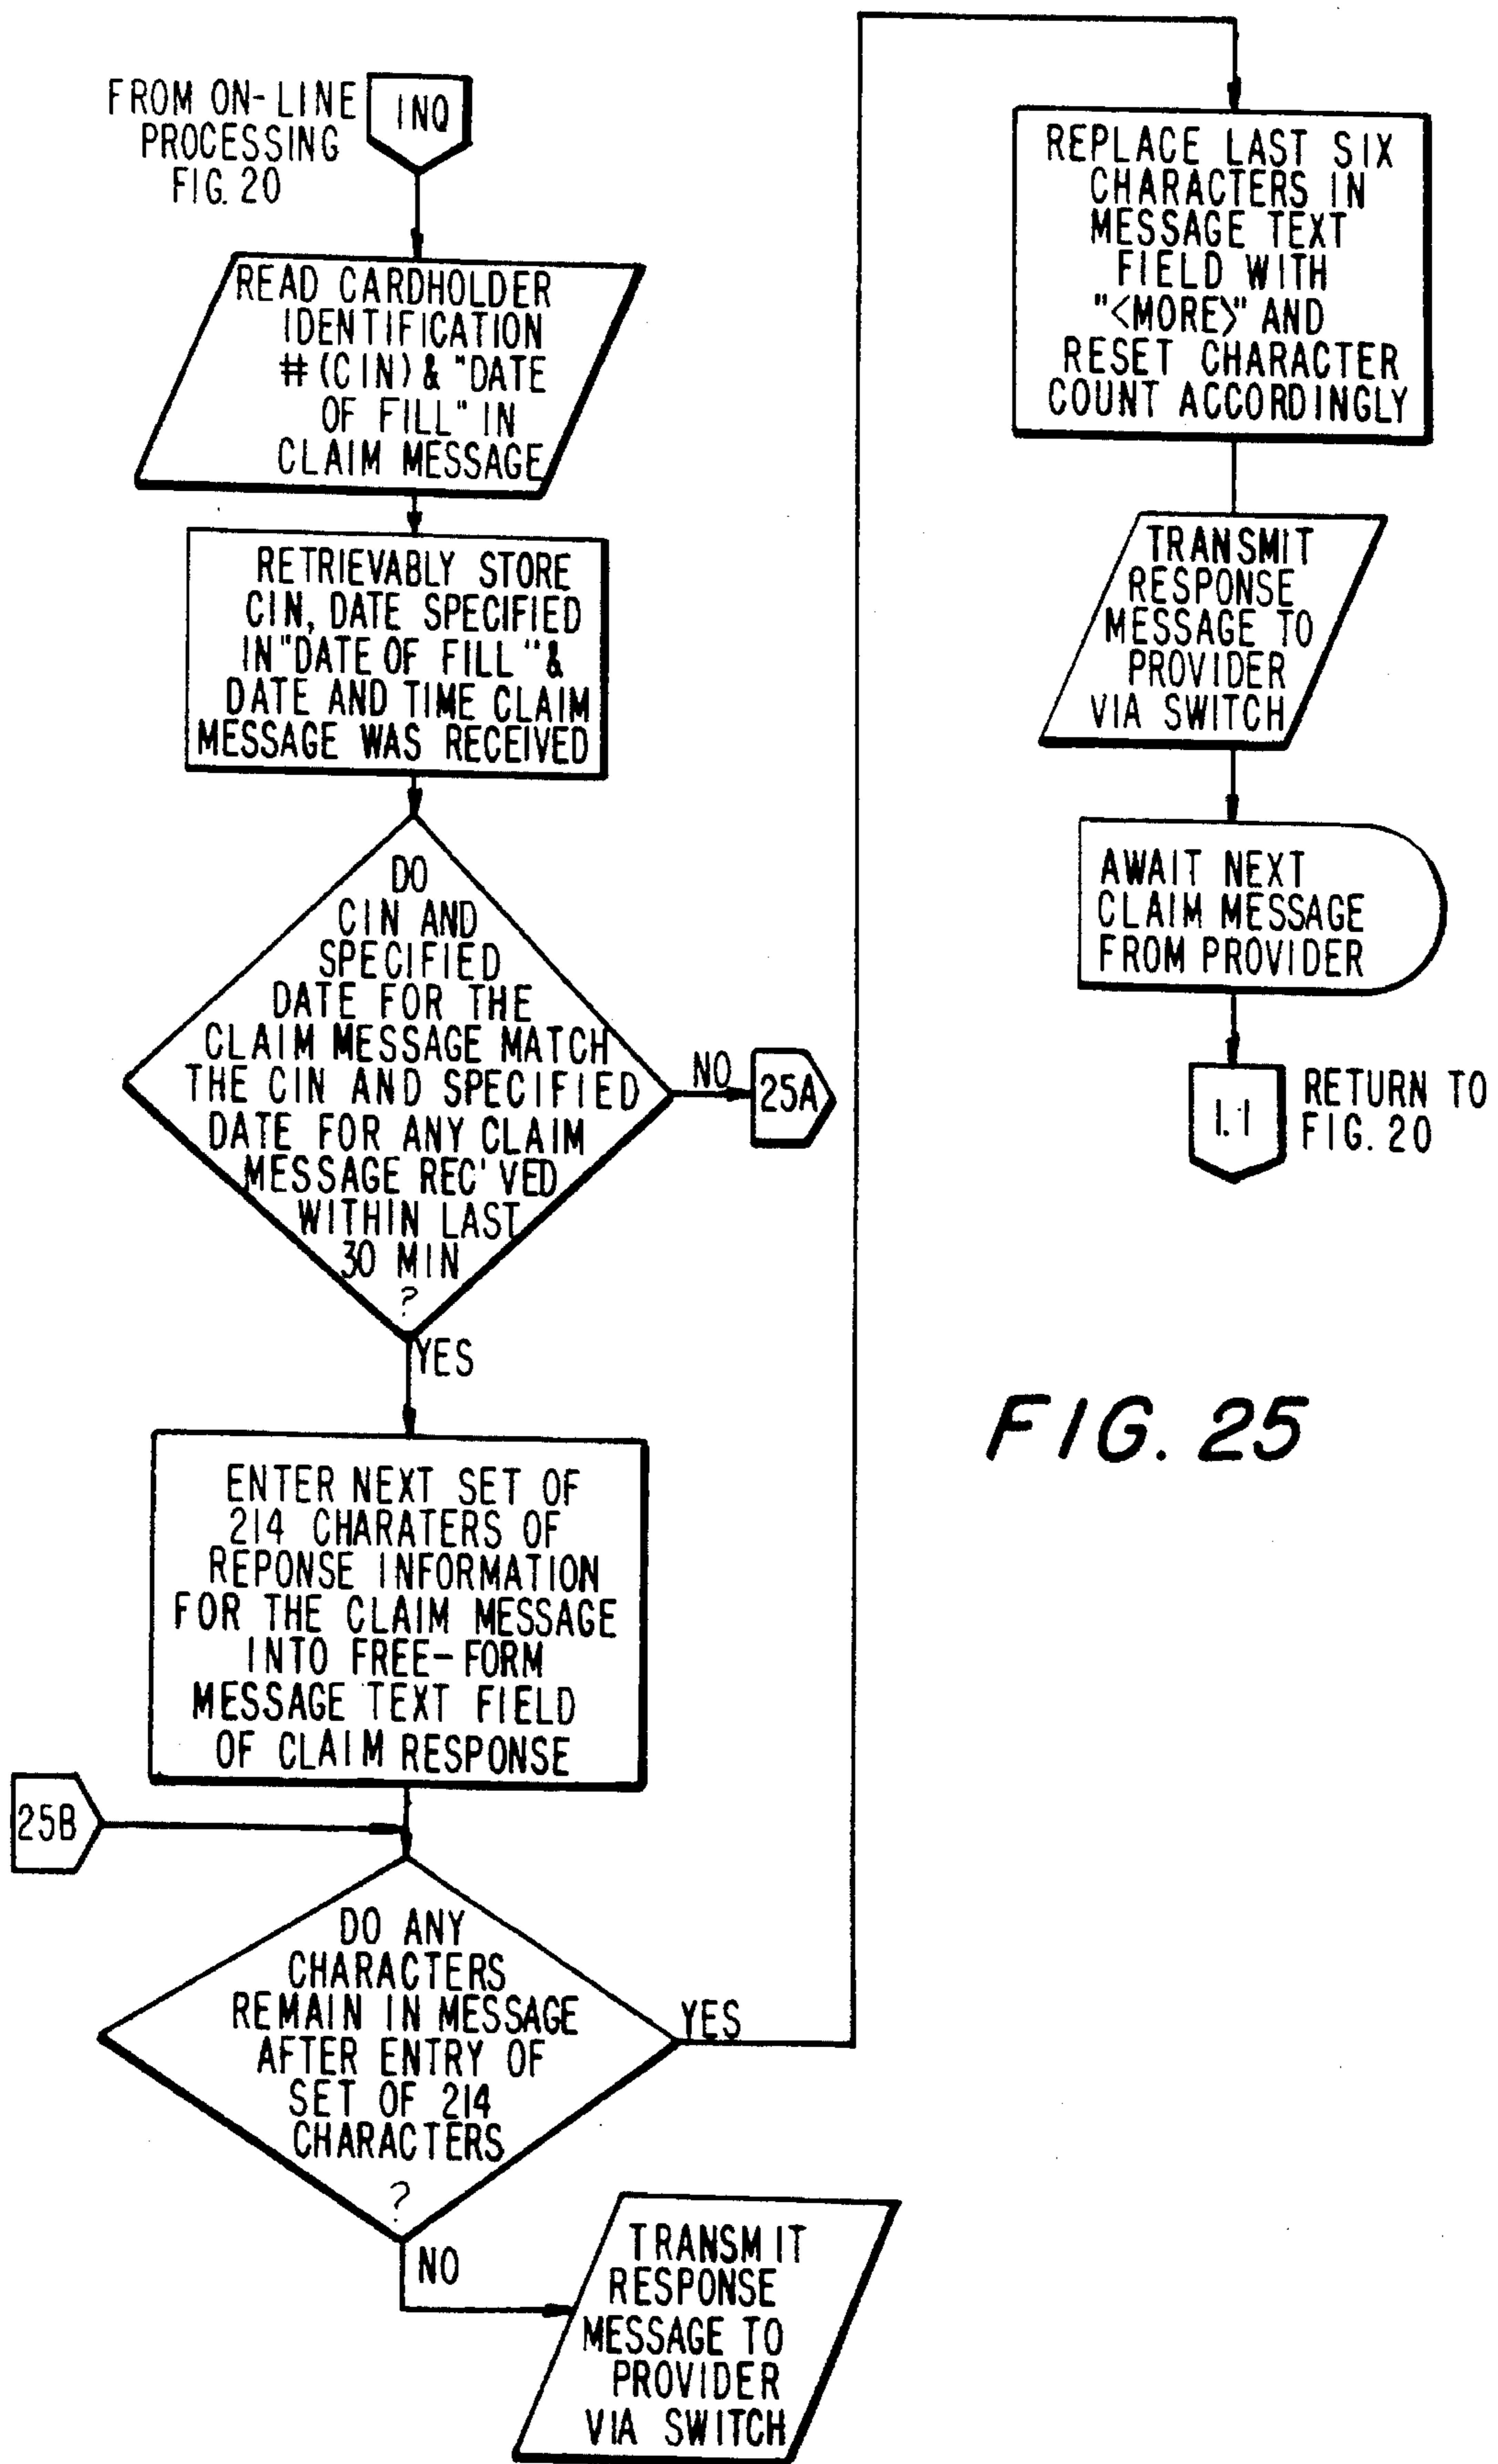 FROM ON-LINE
PROCESSING
FIG. 20
INQ
READ CARDHOLDER
IDENTIFICATION
# (CIN) & "DATE
OF FILL" IN
CLAIM MESSAGE
RETRIEVABLY STORE
CIN, DATE SPECIFIED
IN "DATE OF FILL" &
DATE AND TIME CLAIM
MESSAGE WAS RECEIVED
DO
CIN AND
SPECIFIED
DATE FOR THE
CLAIM MESSAGE MATCH
THE CIN AND SPECIFIED
DATE FOR ANY CLAIM
MESSAGE REC'VED
WITHIN LAST
30 MIN
?
NO
25A
YES
ENTER NEXT SET OF
214 CHARATERS OF
REPONSE INFORMATION
FOR THE CLAIM MESSAGE
INTO FREE-FORM
MESSAGE TEXT FIELD
OF CLAIM RESPONSE
25B
DO ANY
CHARACTERS
REMAIN IN MESSAGE
AFTER ENTRY OF
SET OF 214
CHARACTERS
?
YES
NO
TRANSMIT
RESPONSE
MESSAGE TO
PROVIDER
VIA SWITCH
REPLACE LAST SIX
CHARACTERS IN
MESSAGE TEXT
FIELD WITH
"<MORE>" AND
RESET CHARACTER
COUNT ACCORDINGLY
TRANSMIT
RESPONSE
MESSAGE TO
PROVIDER
VIA SWITCH
AWAIT NEXT
CLAIM MESSAGE
FROM PROVIDER
1.1
RETURN TO
FIG. 20
FIG. 25